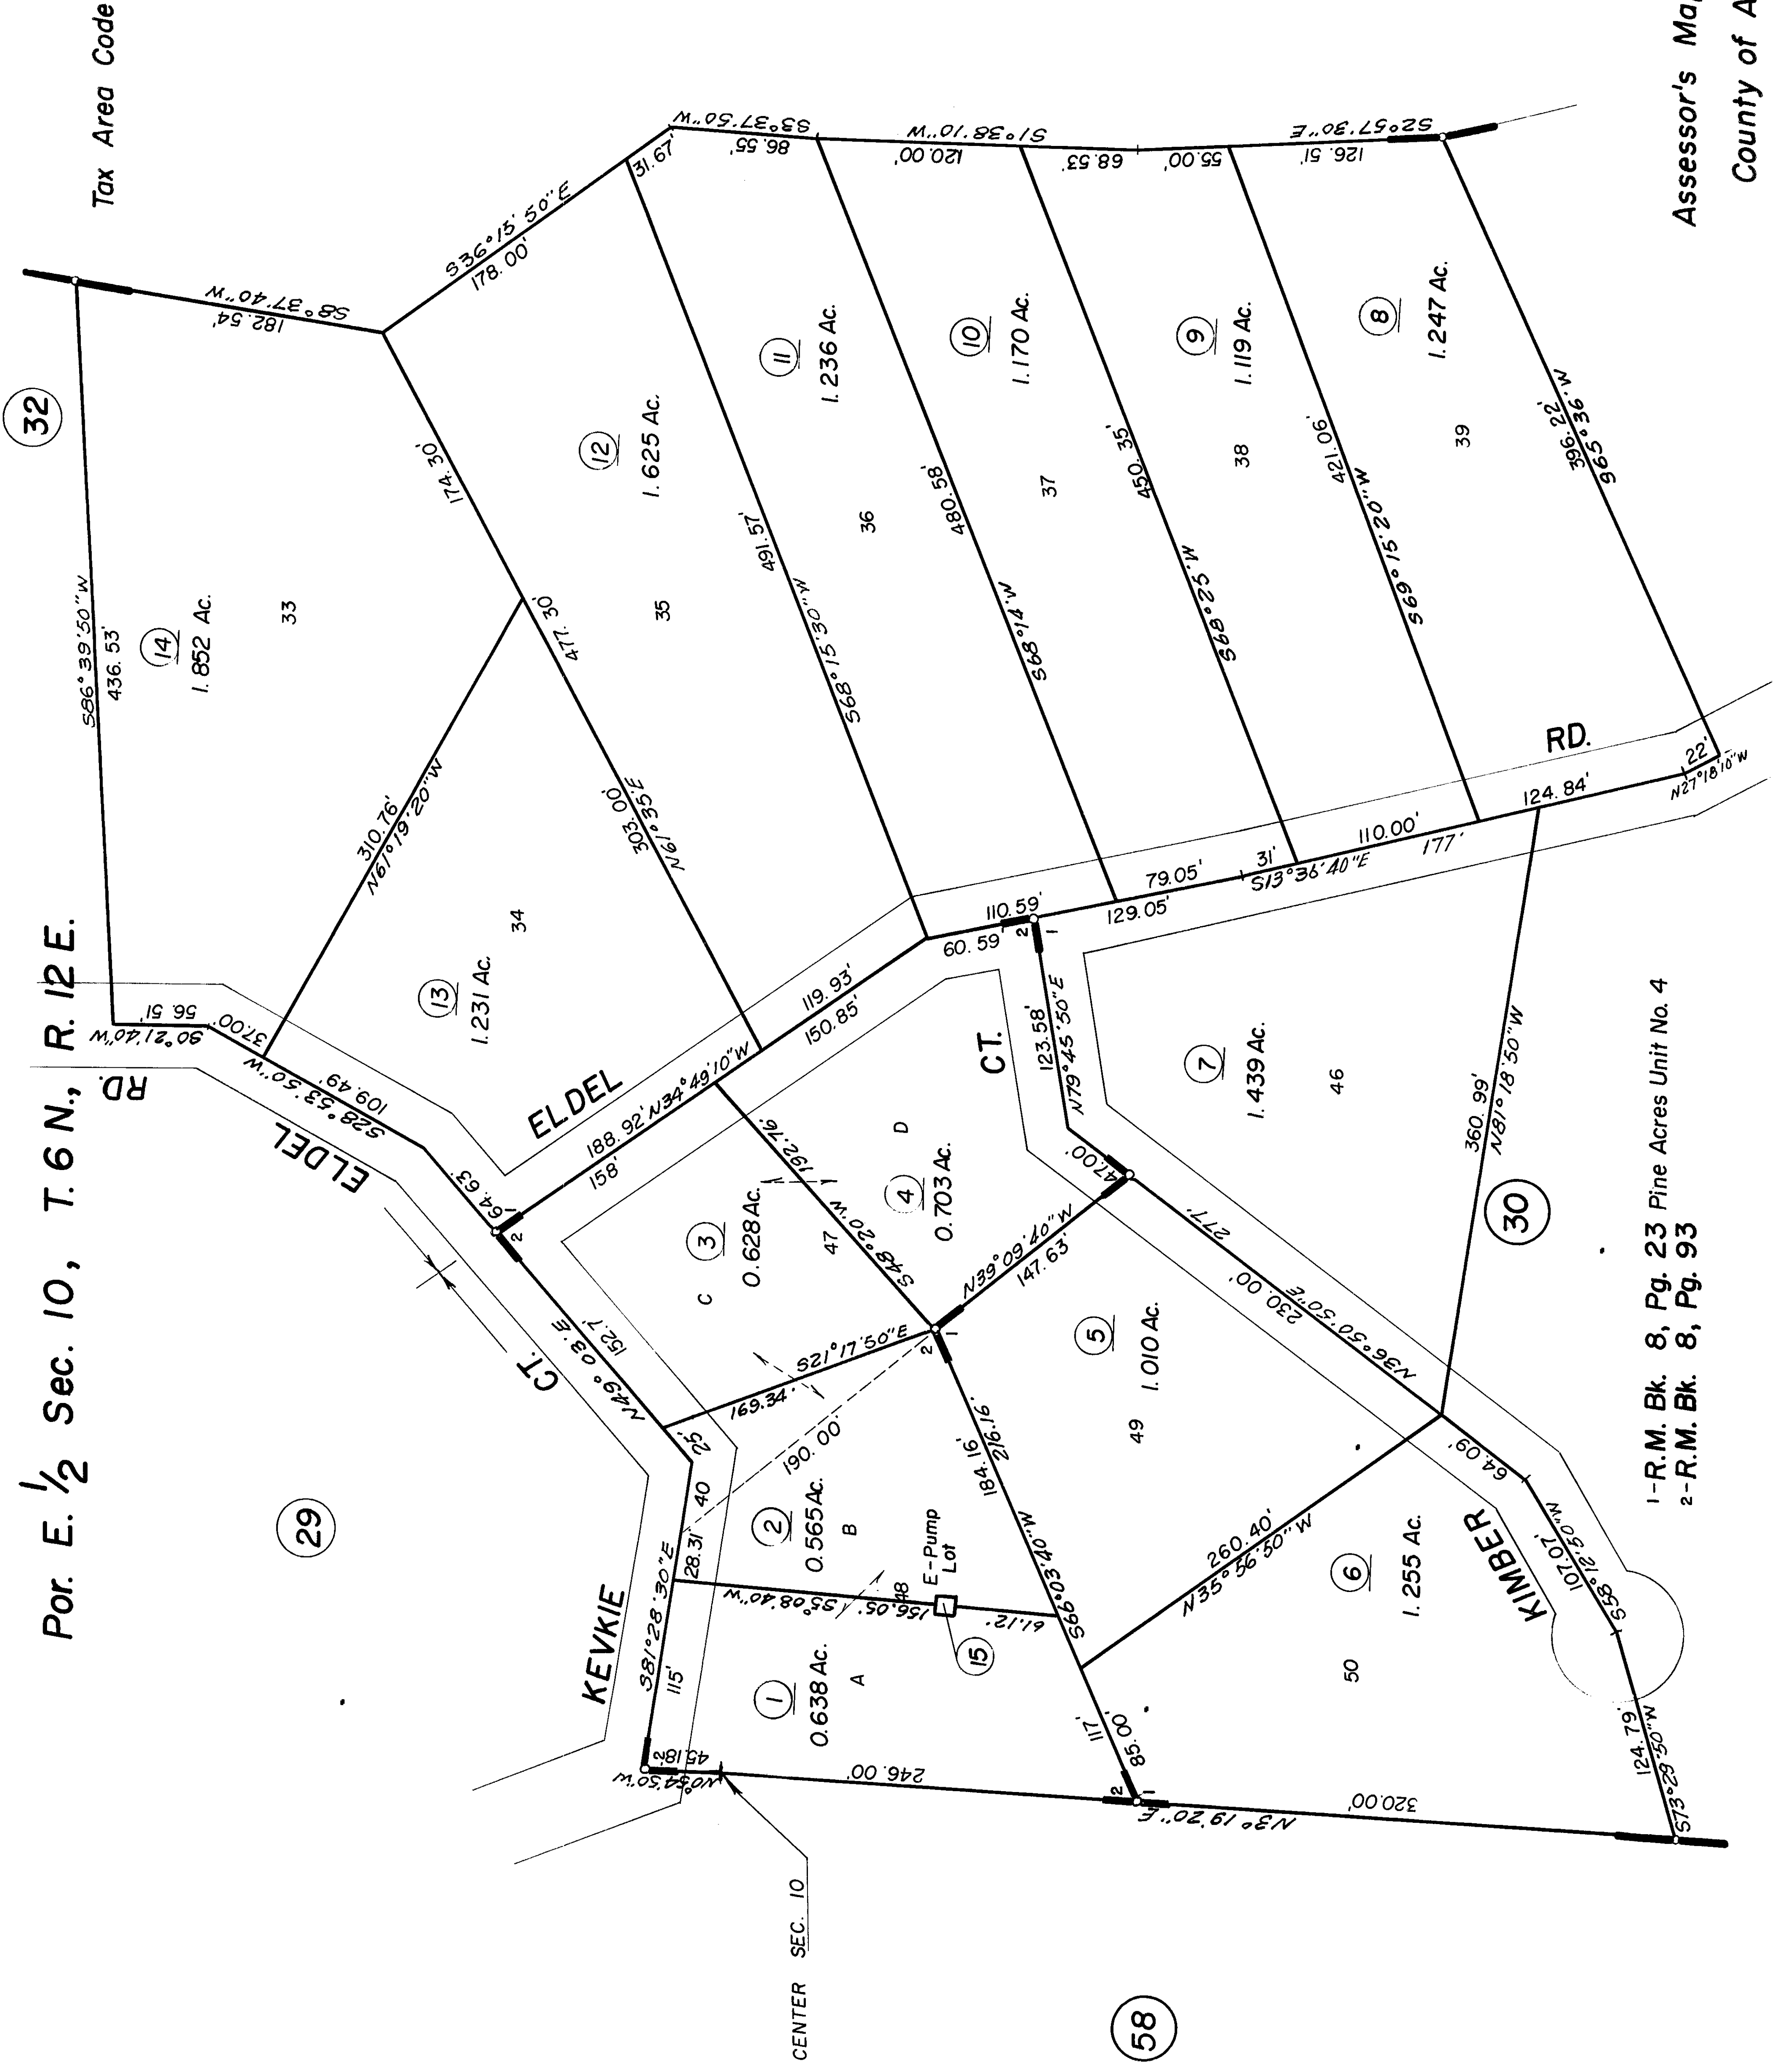 Por. E. 1/2 Sec. 10, T. 6 N., R. 12 E.
Tax Area Code
32
S86°39'50"W
436.53'
14
1.852 Ac.
33
182.54'
S8°37'40"W
S36°15'50"E
178.00'
31.67'
86.55'
S3°37'50"W
174.30'
477.30'
303.00'
N61°35'E
310.76'
N61°19'20"W
13
1.231 Ac.
34
12
1.625 Ac.
35
491.57'
S68°15'30"W
11
1.236 Ac.
36
480.58'
S68°14'W
120.00'
S1°38'10"W
68.53'
10
1.170 Ac.
37
450.35'
S68°25'W
55.00'
9
1.119 Ac.
38
421.06'
S69°15'20"W
126.51'
S2°57'30"E
8
1.247 Ac.
39
396.22'
S65°36'W
RD.
22'
N27°18'10"W
124.84'
110.00'
177'
31'
S13°36'40"E
79.05'
129.05'
110.59'
60.59'
2
1
119.93'
150.85'
N34°49'10"W
188.92'
158'
ELDEL
56.51
S0°21'40"W
37.00'
S28°53'50"W
109.49'
64.63'
RD.
ELDEL
2
1
CT.
N49°03'E
152.7'
25'
40
28.31'
S81°28'30"E
115'
KEVKIE
29
3
0.628 Ac.
C
47
192.76'
S48°20'W
4
0.703 Ac.
D
CT.
123.58'
N79°45'50"E
47.00'
7
1.439 Ac.
46
360.99'
N81°18'50"W
30
277'
230.00'
N36°50'50"E
N39°09'40"W
147.63'
1
2
S21°17'50"E
169.34'
190.00'
2
0.565 Ac.
B
48
E-Pump
Lot
S5°08'40"W
156.05'
61.12'
15
1
0.638 Ac.
A
184.16'
216.16'
S66°03'40"W
117'
85.00'
5
1.010 Ac.
49
260.40'
N35°56'50"W
6
1.255 Ac.
50
64.09'
107.07'
S58°12'50"W
KIMBER
124.79'
S73°29'50"W
2
45.18'
N0°54'50"W
246.00'
2
1
N3°19'20"E
320.00'
CENTER SEC. 10
58
1-R.M. Bk. 8, Pg. 23 Pine Acres Unit No. 4
2-R.M. Bk. 8, Pg. 93
Assessor's Map
County of A